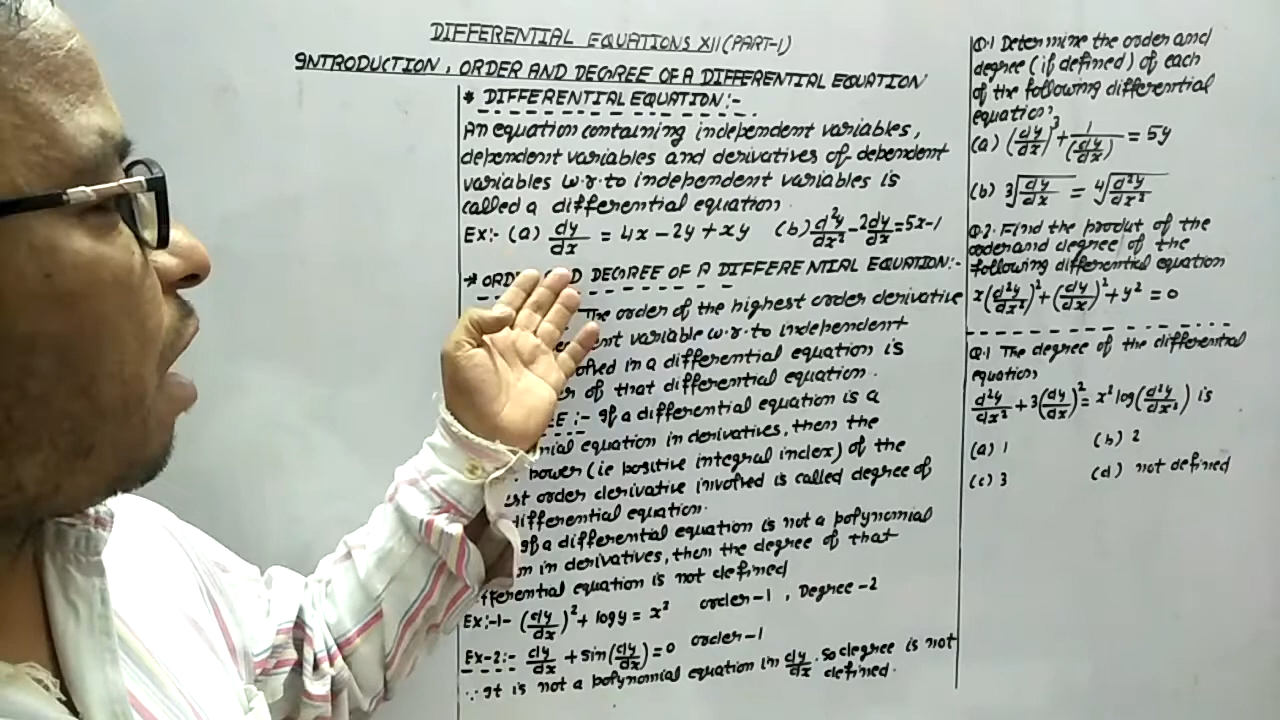 DIFFERENTIAL EQUATIONS XII (PART-1)
INTRODUCTION, ORDER AND DEGREE OF A DIFFERENTIAL EQUATION
* DIFFERENTIAL EQUATION:-
An equation containing independent variables,
dependent variables and derivatives of dependent
variables w.r.to independent variables is
called a differential equation.
Ex:- (a) dy/dx = 4x - 2y + xy (b) d²y/dx² - 2dy/dx = 5x-1
* DEGREE OF A DIFFERENTIAL EQUATION:-
The order of the highest order derivative
variable w.r.to independent
in a differential equation is
of that differential equation.
:- If a differential equation is a
equation in derivatives, then the
power (ie positive integral index) of the
order derivative involved is called degree of
differential equation.
If a differential equation is not a polynomial
in derivatives, then the degree of that
equation is not defined
Ex:-1- (dy/dx)² + logy = x² order-1, Degree-2
Ex-2:- dy/dx + sin(dy/dx) = 0 order-1
∵ It is not a polynomial equation in dy/dx. So degree is not
defined.
Q.1 Determine the order and
degree (if defined) of each
of the following differential
equation?
(a) (dy/dx)³ + 1/(dy/dx) = 5y
(b) ³√(dy/dx) = ⁴√(d²y/dx²)
Q.2. Find the produt of the
order and degree of the
following differential equation
x(d²y/dx²)² + (dy/dx)² + y² = 0
Q.1 The degree of the differential
equation
d²y/dx² + 3(dy/dx)² = x² log(d²y/dx²) is
(a) 1 (b) 2
(c) 3 (d) not defined